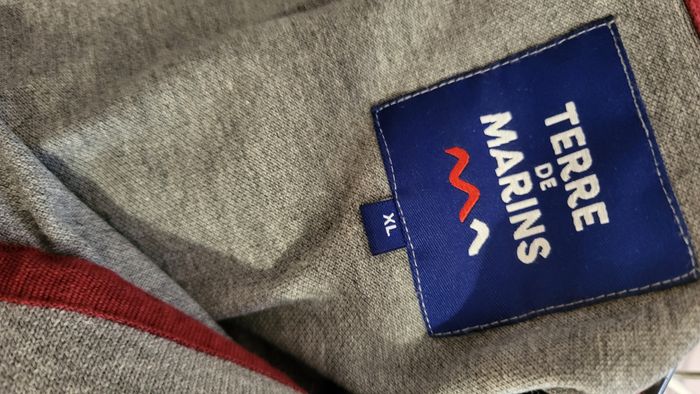 TERRE
DE
MARINS
XL